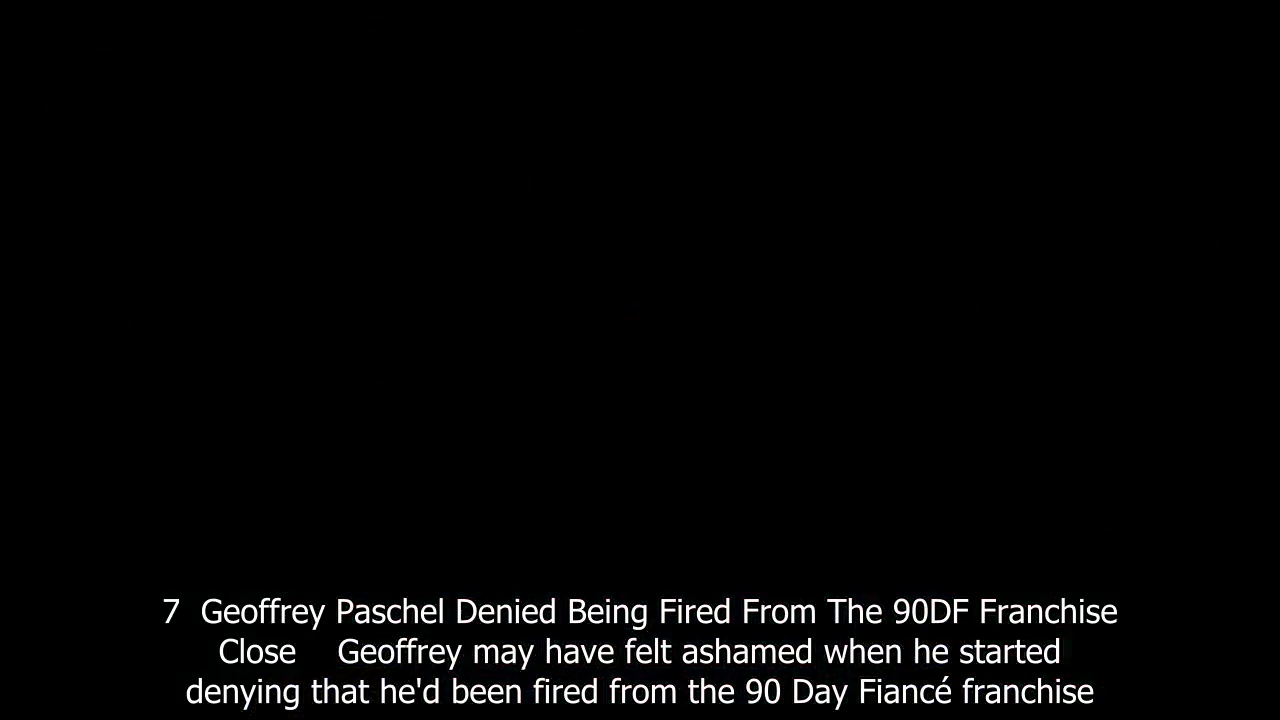 7  Geoffrey Paschel Denied Being Fired From The 90DF Franchise
Close    Geoffrey may have felt ashamed when he started
denying that he'd been fired from the 90 Day Fiancé franchise